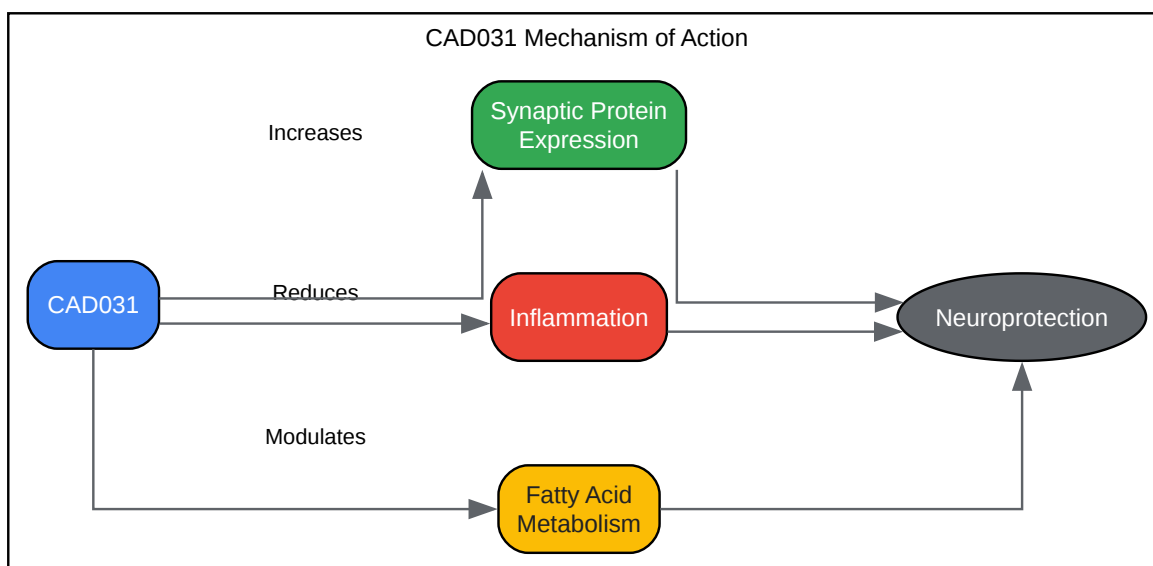 CAD031 Mechanism of Action
Increases
Synaptic Protein
Expression
CAD031
Reduces
Inflammation
Neuroprotection
Modulates
Fatty Acid
Metabolism